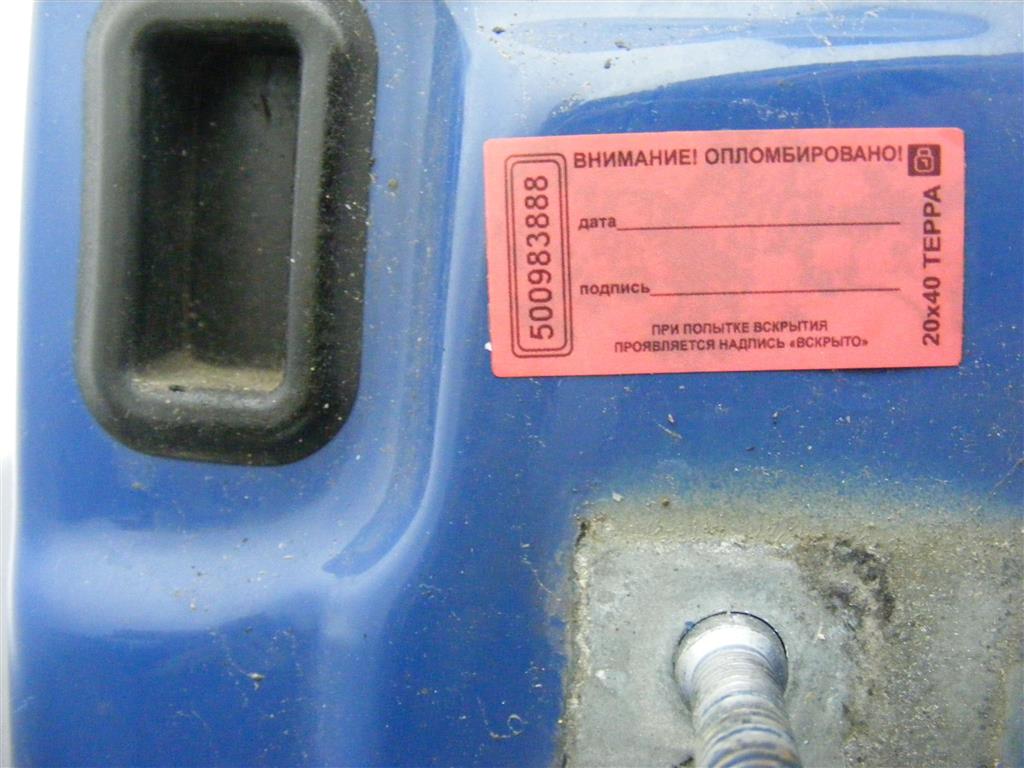 ВНИМАНИЕ! ОПЛОМБИРОВАНО!
500983888
дата
подпись
ПРИ ПОПЫТКЕ ВСКРЫТИЯ
ПРОЯВЛЯЕТСЯ НАДПИСЬ «ВСКРЫТО»
20х40 ТЕРРА